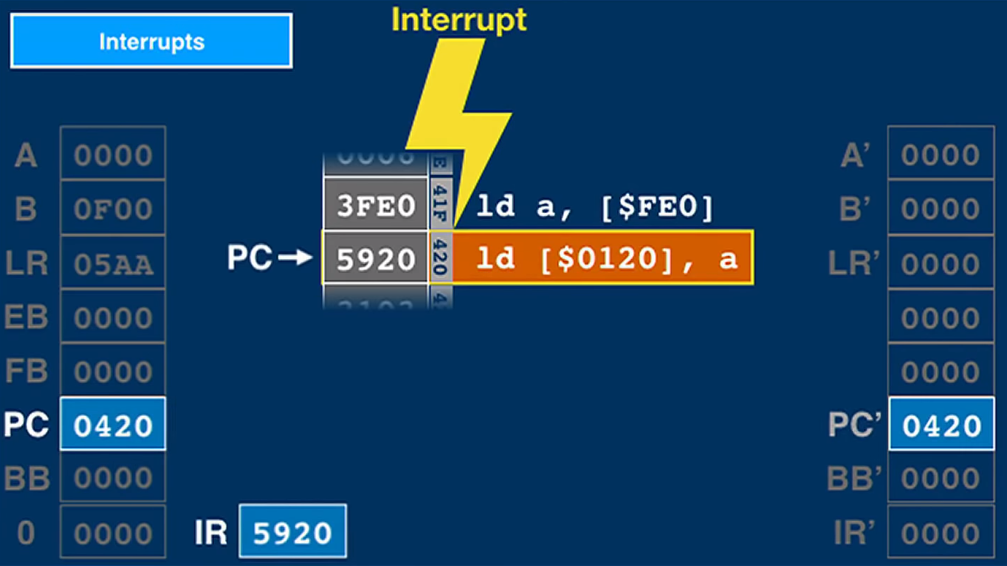 Interrupt
Interrupts
A 0000 A’ 0000
3FE0 41F ld a, [$FE0]
B 0F00 B’ 0000
PC→ 5920 420 ld [$0120], a
LR 05AA LR’ 0000
EB 0000 0000
FB 0000 0000
PC 0420 PC’ 0420
BB 0000 BB’ 0000
0 0000 IR 5920 IR’ 0000